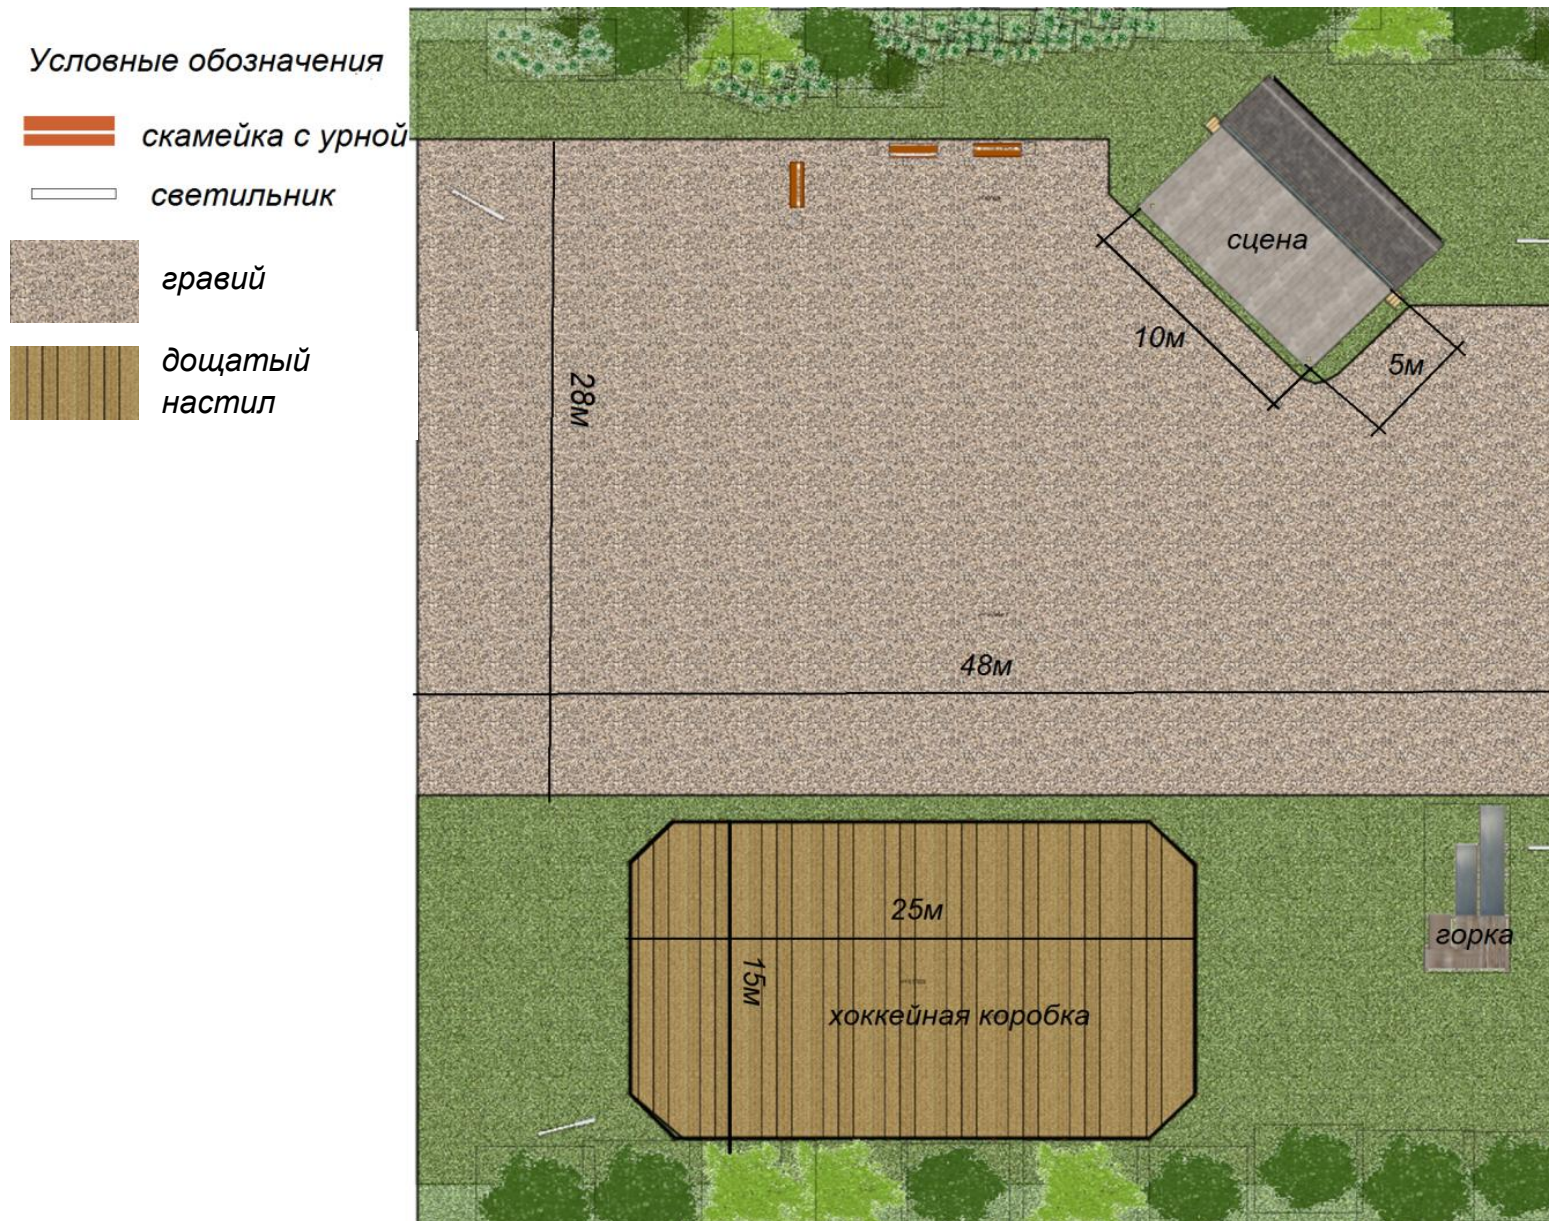 Условные обозначения
скамейка с урной
светильник
гравий
дощатый
настил
сцена
10м
5м
28м
48м
25м
15м
хоккейная коробка
горка